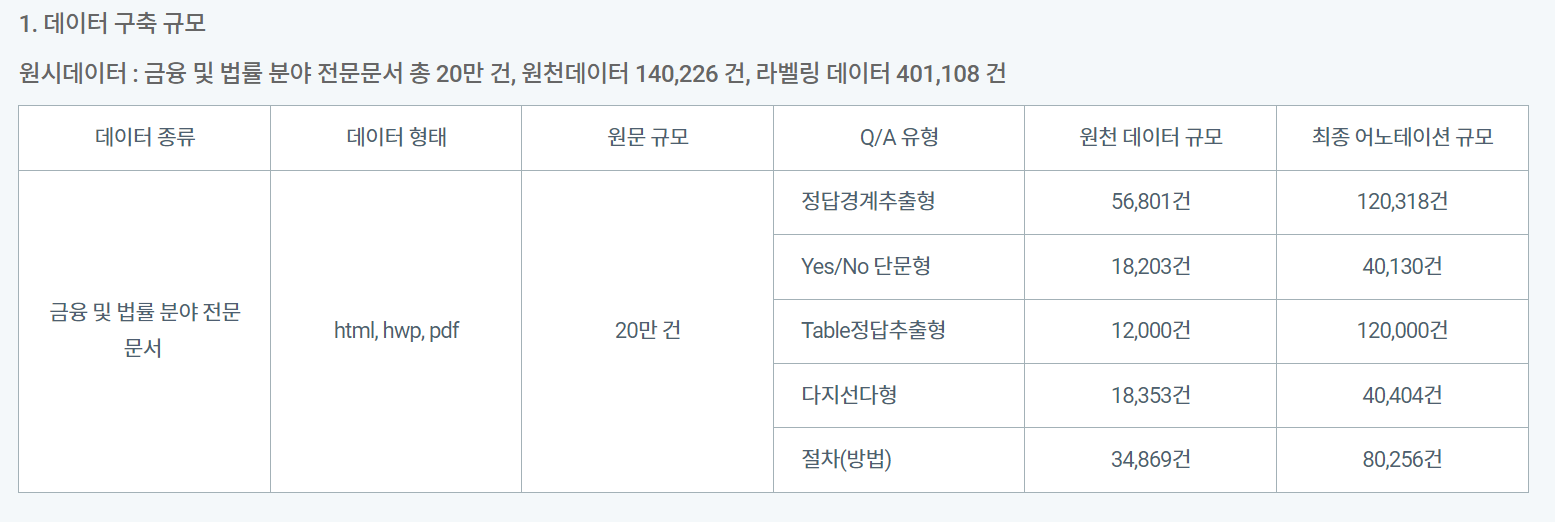 1. 데이터 구축 규모
원시데이터 : 금융 및 법률 분야 전문문서 총 20만 건, 원천데이터 140,226 건, 라벨링 데이터 401,108 건
데이터 종류 데이터 형태 원문 규모 Q/A 유형 원천 데이터 규모 최종 어노테이션 규모
금융 및 법률 분야 전문
문서
html, hwp, pdf
20만 건
정답경계추출형 56,801건 120,318건
Yes/No 단문형 18,203건 40,130건
Table정답추출형 12,000건 120,000건
다지선다형 18,353건 40,404건
절차(방법) 34,869건 80,256건